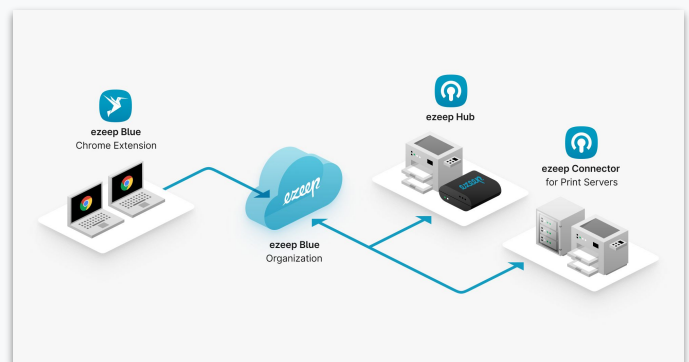 ezeep Blue
Chrome Extension
ezeep
ezeep Blue
Organization
ezeep Hub
ezeep
ezeep Connector
for Print Servers